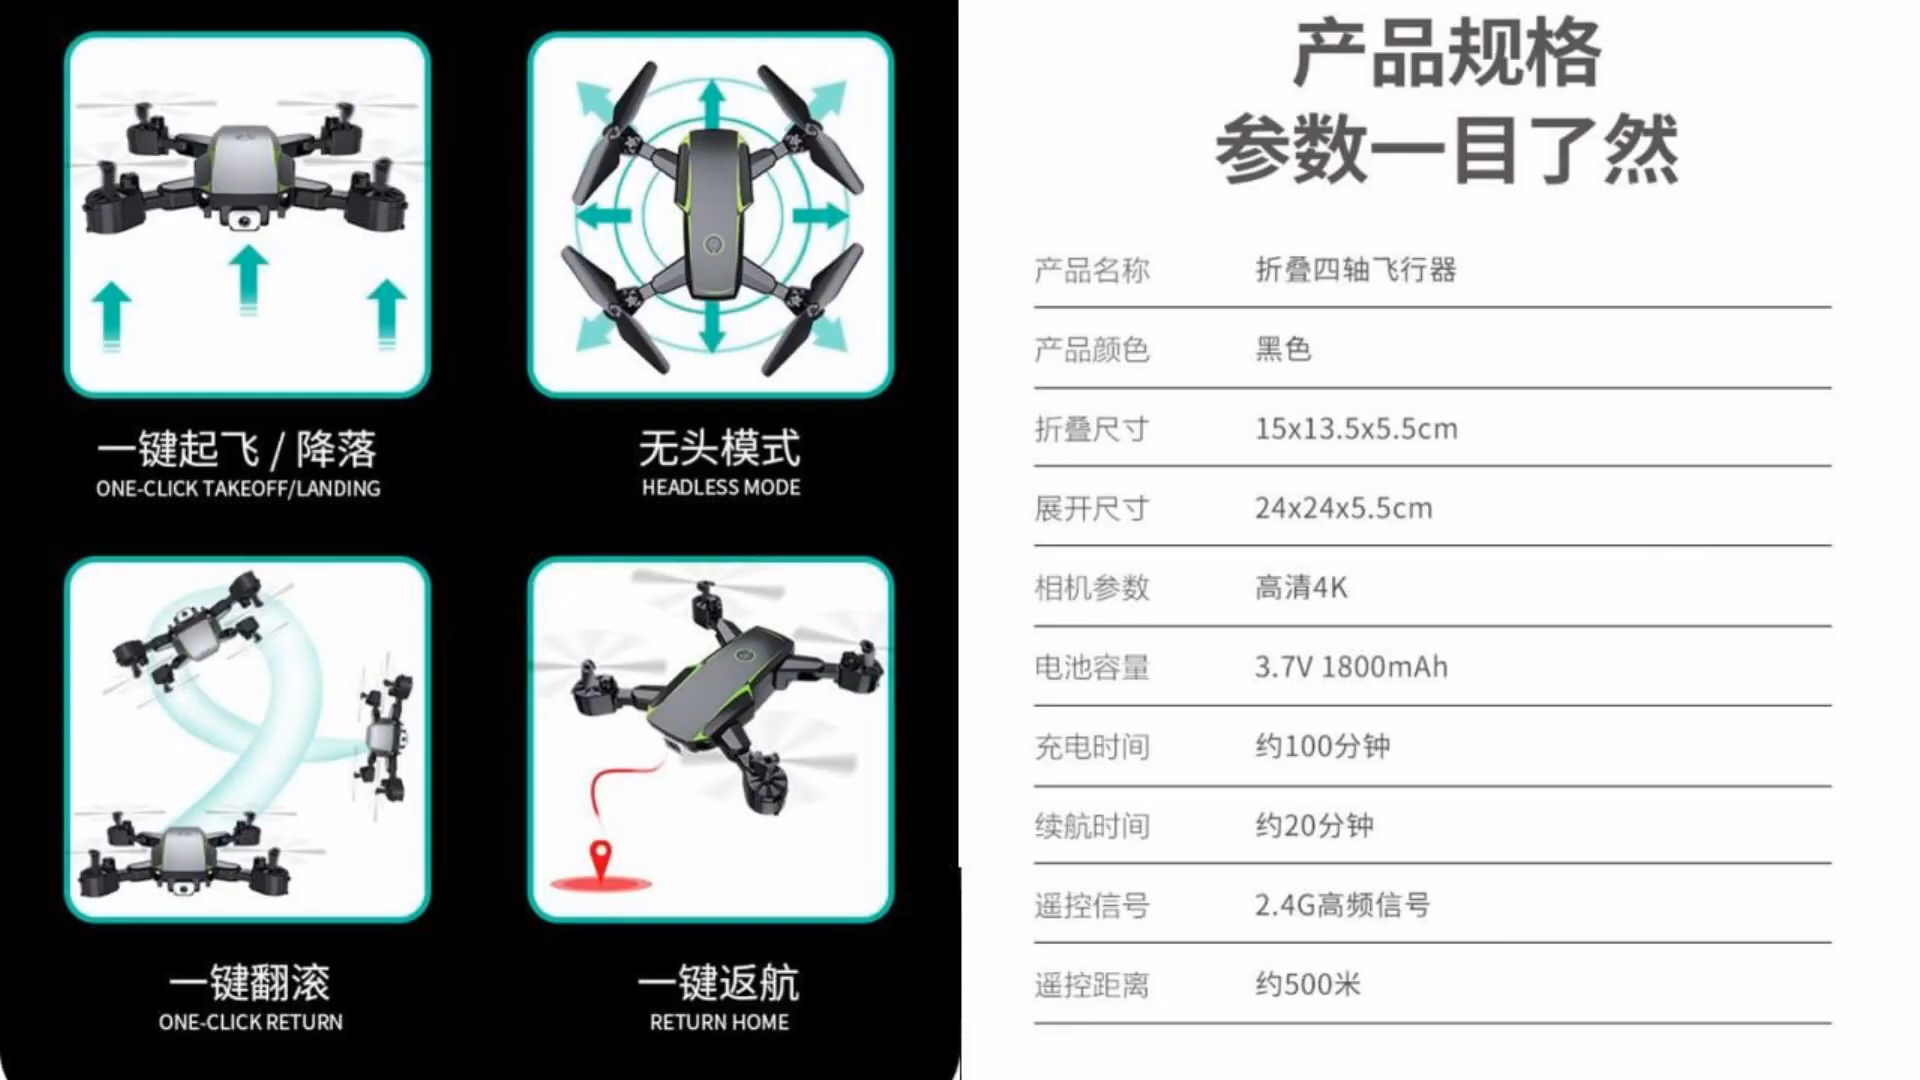 一键起飞 / 降落
ONE-CLICK TAKEOFF/LANDING
无头模式
HEADLESS MODE
一键翻滚
ONE-CLICK RETURN
一键返航
RETURN HOME
产品规格
参数一目了然
产品名称 折叠四轴飞行器
产品颜色 黑色
折叠尺寸 15x13.5x5.5cm
展开尺寸 24x24x5.5cm
相机参数 高清4K
电池容量 3.7V 1800mAh
充电时间 约100分钟
续航时间 约20分钟
遥控信号 2.4G高频信号
遥控距离 约500米